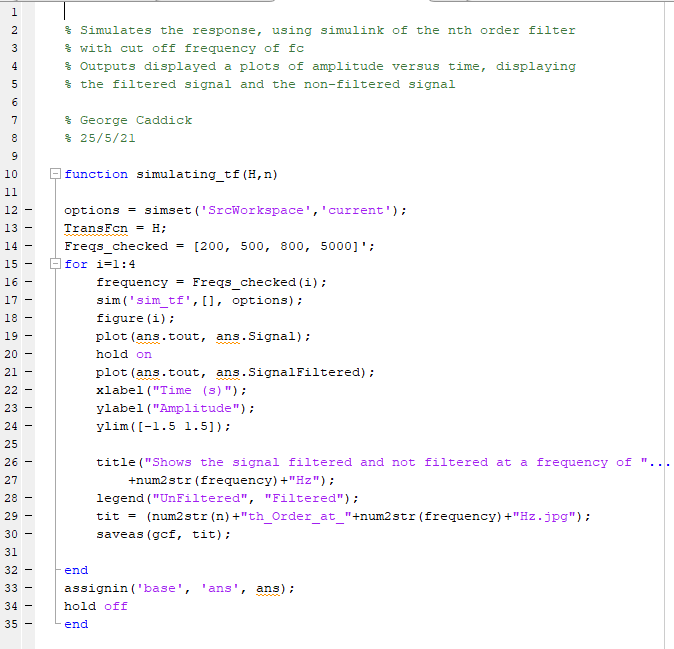 1
2 % Simulates the response, using simulink of the nth order filter
3 % with cut off frequency of fc
4 % Outputs displayed a plots of amplitude versus time, displaying
5 % the filtered signal and the non-filtered signal
6
7 % George Caddick
8 % 25/5/21
9
10 function simulating_tf(H,n)
11
12 – options = simset('SrcWorkspace','current');
13 – TransFcn = H;
14 – Freqs_checked = [200, 500, 800, 5000]';
15 – for i=1:4
16 – frequency = Freqs_checked(i);
17 – sim('sim_tf',[], options);
18 – figure(i);
19 – plot(ans.tout, ans.Signal);
20 – hold on
21 – plot(ans.tout, ans.SignalFiltered);
22 – xlabel("Time (s)");
23 – ylabel("Amplitude");
24 – ylim([-1.5 1.5]);
25
26 – title("Shows the signal filtered and not filtered at a frequency of "...
27 +num2str(frequency)+"Hz");
28 – legend("UnFiltered", "Filtered");
29 – tit = (num2str(n)+"th_Order_at_"+num2str(frequency)+"Hz.jpg");
30 – saveas(gcf, tit);
31
32 – end
33 – assignin('base', 'ans', ans);
34 – hold off
35 – end